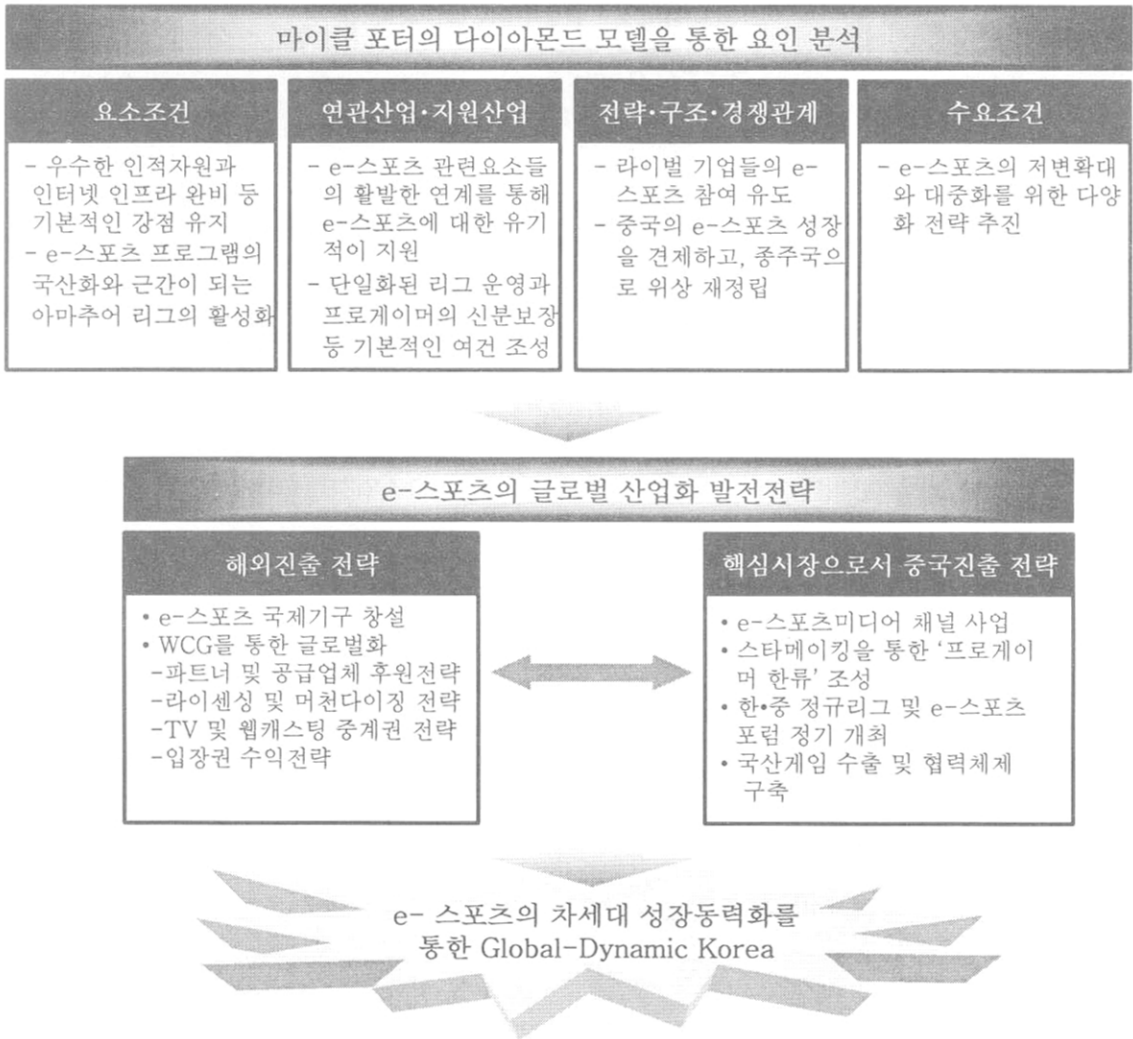 마이클 포터의 다이아몬드 모델을 통한 요인 분석
요소조건
- 우수한 인적자원과
인터넷 인프라 완비 등
기본적인 강점 유지
- e-스포츠 프로그램의
국산화와 근간이 되는
아마추어 리그의 활성화
연관산업·지원산업
- e-스포츠 관련요소들
의 활발한 연계를 통해
e-스포츠에 대한 유기
적이 지원
- 단일화된 리그 운영과
프로게이머의 신분보장
등 기본적인 여건 조성
전략·구조·경쟁관계
- 라이벌 기업들의 e-
스포츠 참여 유도
- 중국의 e-스포츠 성장
을 견제하고, 종주국으
로 위상 재정립
수요조건
- e-스포츠의 저변확대
와 대중화를 위한 다양
화 전략 추진
e-스포츠의 글로벌 산업화 발전전략
해외진출 전략
• e-스포츠 국제기구 창설
• WCG를 통한 글로벌화
-파트너 및 공급업체 후원전략
-라이센싱 및 머천다이징 전략
-TV 및 웹캐스팅 중계권 전략
-입장권 수익전략
핵심시장으로서 중국진출 전략
• e-스포츠미디어 채널 사업
• 스타메이킹을 통한 '프로게이
머 한류' 조성
• 한•중 정규리그 및 e-스포츠
포럼 정기 개최
• 국산게임 수출 및 협력체제
구축
e- 스포츠의 차세대 성장동력화를
통한 Global-Dynamic Korea